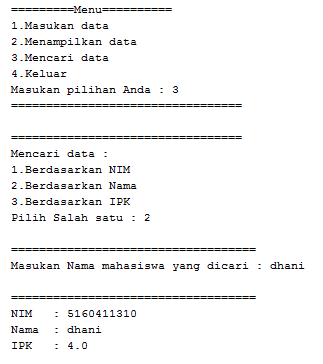 =========Menu==========
1.Masukan data
2.Menampilkan data
3.Mencari data
4.Keluar
Masukan pilihan Anda : 3
=================================
=================================
Mencari data :
1.Berdasarkan NIM
2.Berdasarkan Nama
3.Berdasarkan IPK
Pilih Salah satu : 2
===================================
Masukan Nama mahasiswa yang dicari : dhani
===================================
NIM   : 5160411310
Nama  : dhani
IPK   : 4.0